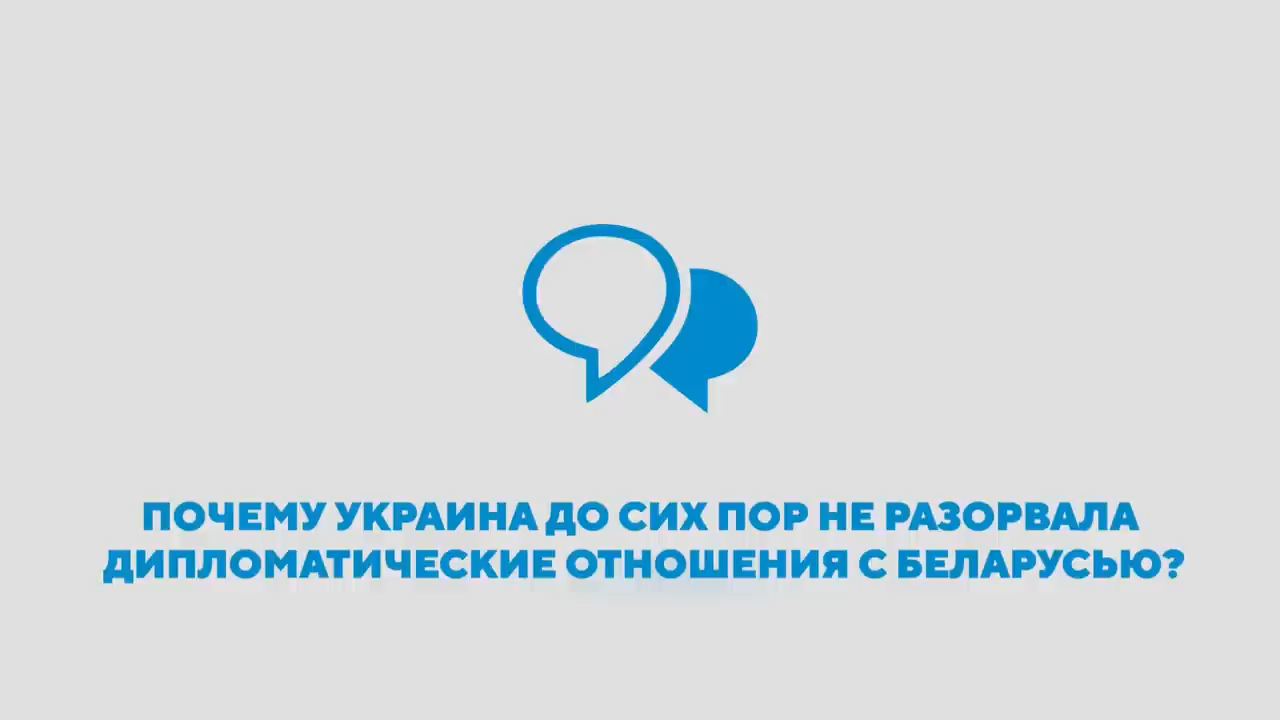 ПОЧЕМУ УКРАИНА ДО СИХ ПОР НЕ РАЗОРВАЛА
ДИПЛОМАТИЧЕСКИЕ ОТНОШЕНИЯ С БЕЛАРУСЬЮ?